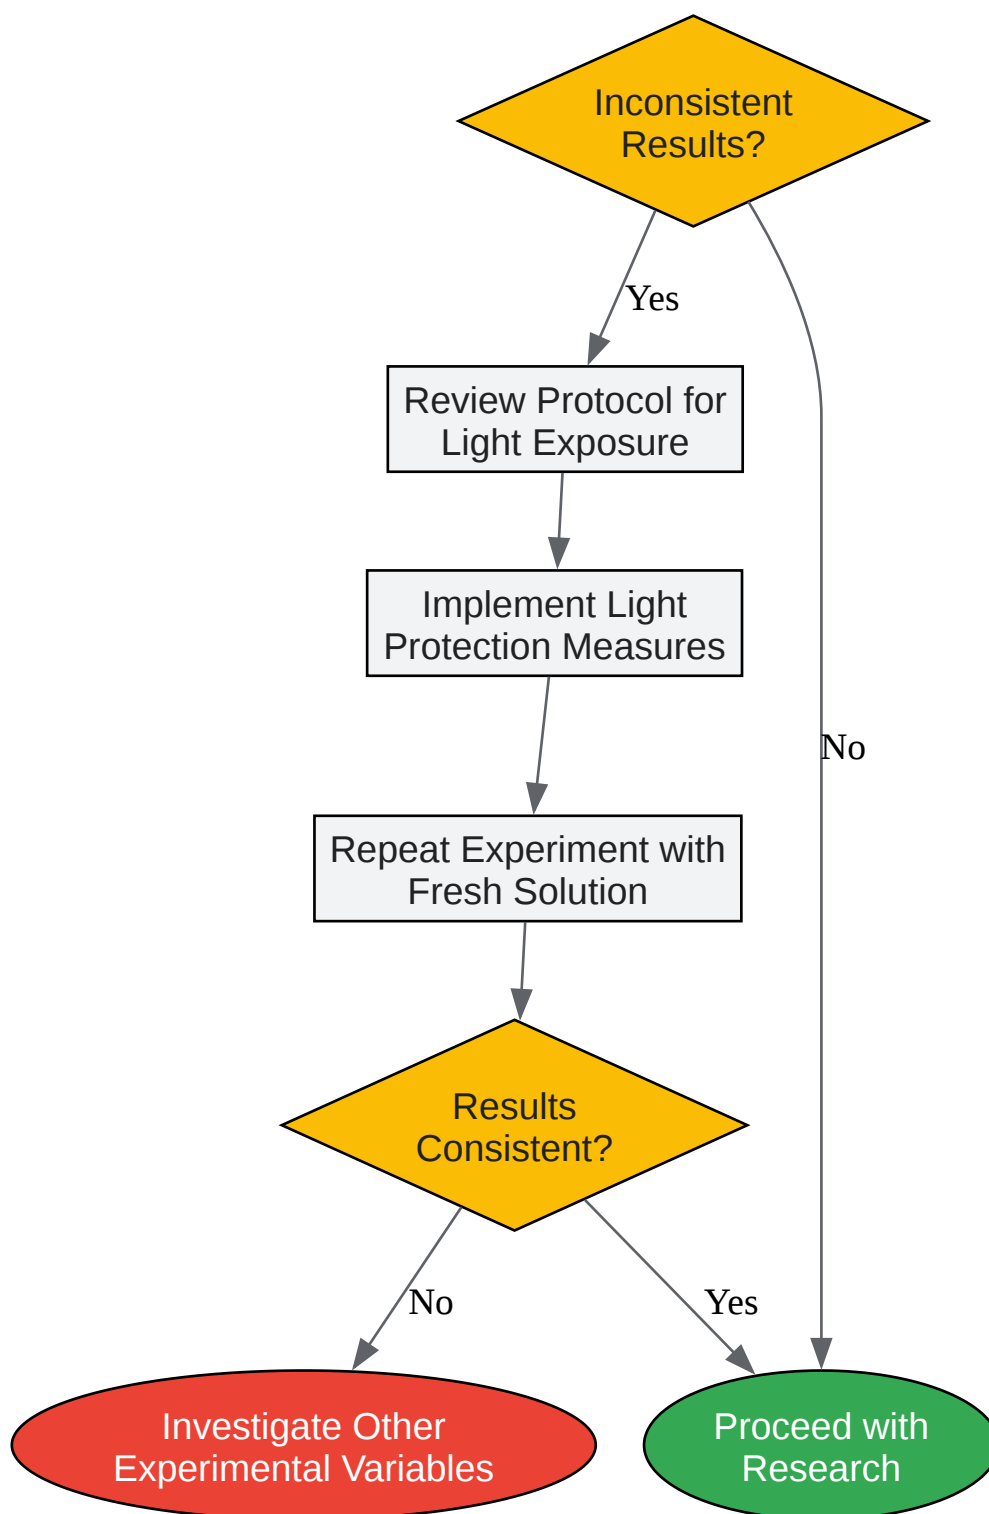 Inconsistent
Results?
Yes
Review Protocol for
Light Exposure
Implement Light
Protection Measures
No
Repeat Experiment with
Fresh Solution
Results
Consistent?
No
Yes
Investigate Other
Experimental Variables
Proceed with
Research